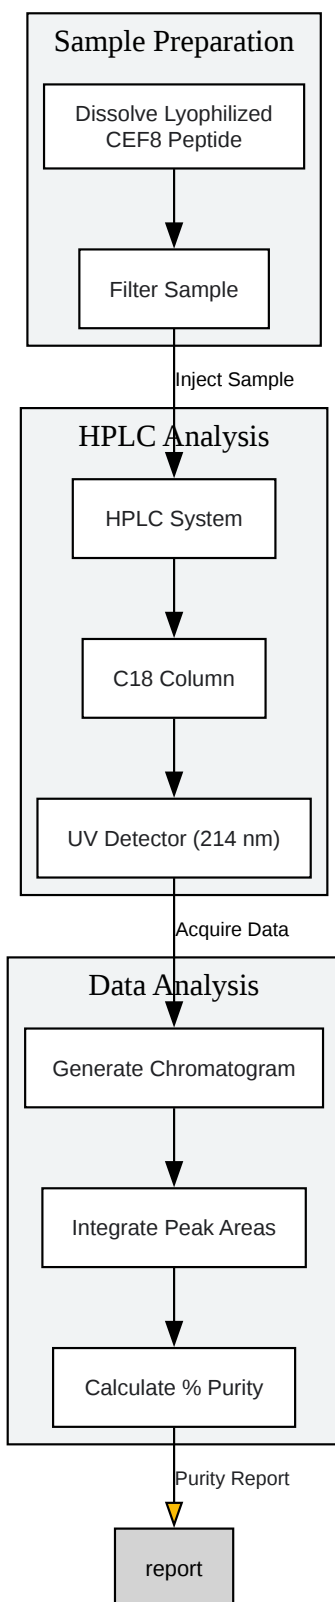 Sample Preparation
Dissolve Lyophilized
CEF8 Peptide
Filter Sample
Inject Sample
HPLC Analysis
HPLC System
C18 Column
UV Detector (214 nm)
Acquire Data
Data Analysis
Generate Chromatogram
Integrate Peak Areas
Calculate % Purity
Purity Report
report